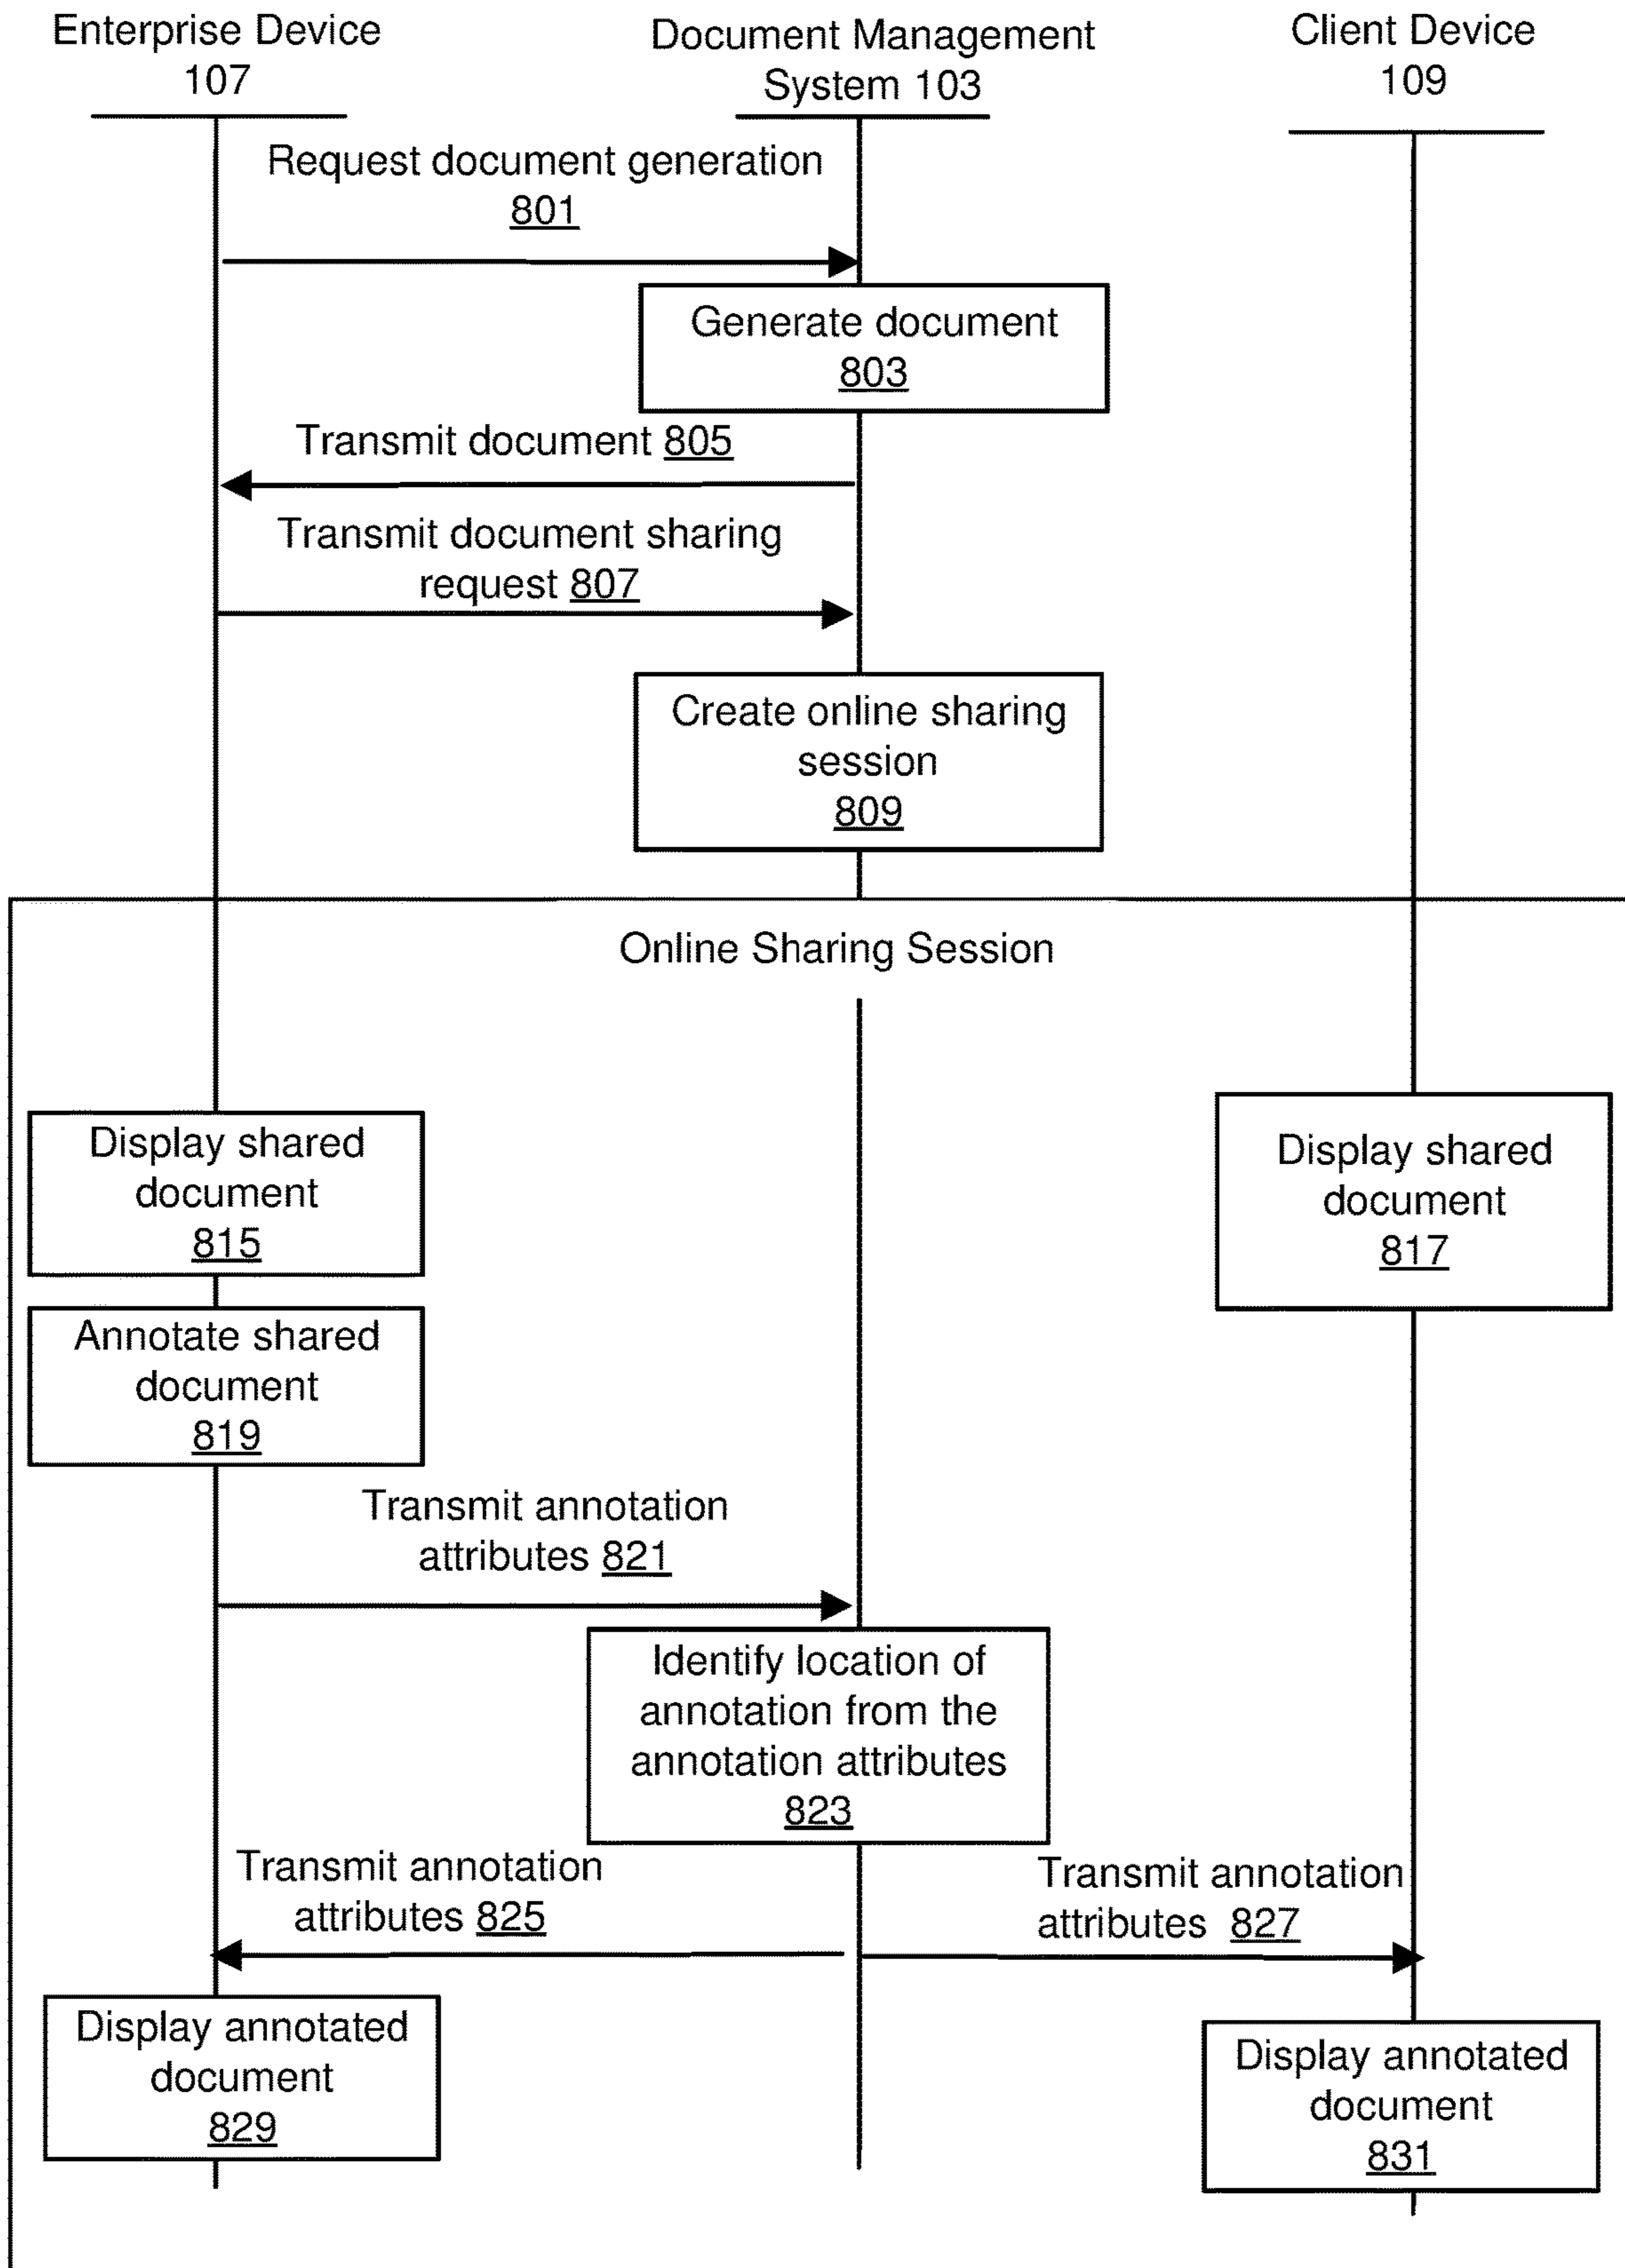 Enterprise Device
107
Document Management
System 103
Client Device
109
Request document generation
801
Generate document
803
Transmit document 805
Transmit document sharing
request 807
Create online sharing
session
809
Online Sharing Session
Display shared
document
815
Display shared
document
817
Annotate shared
document
819
Transmit annotation
attributes 821
Identify location of
annotation from the
annotation attributes
823
Transmit annotation
attributes 825
Transmit annotation
attributes 827
Display annotated
document
829
Display annotated
document
831